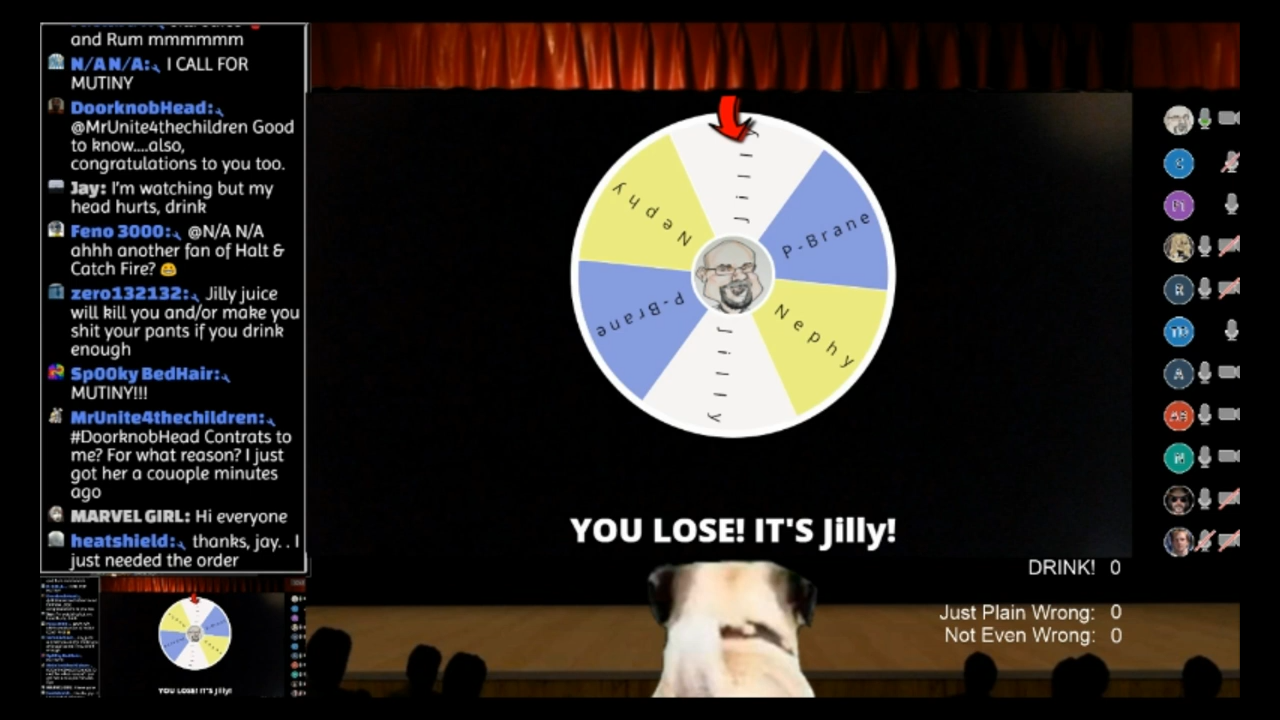 and Rum mmmmmm
N/A N/A: I CALL FOR
MUTINY
DoorknobHead:
@MrUnite4thechildren Good
to know....also,
congratulations to you too.
Jay: I'm watching but my
head hurts, drink
Feno 3000: @N/A N/A
ahhh another fan of Halt &
Catch Fire? 😀
zero132132: Jilly juice
will kill you and/or make you
shit your pants if you drink
enough
Sp00ky BedHair:
MUTINY!!!
MrUnite4thechildren:
#DoorknobHead Contrats to
me? For what reason? I just
got her a couople minutes
ago
MARVEL GIRL: Hi everyone
heatshield: thanks, jay. . I
just needed the order
Jilly
P-Brane
Nephy
Jilly
P-Brane
Nephy
YOU LOSE! IT'S Jilly!
DRINK! 0
Just Plain Wrong: 0
Not Even Wrong: 0
R
A
N
YOU LOSE! IT'S Jilly!